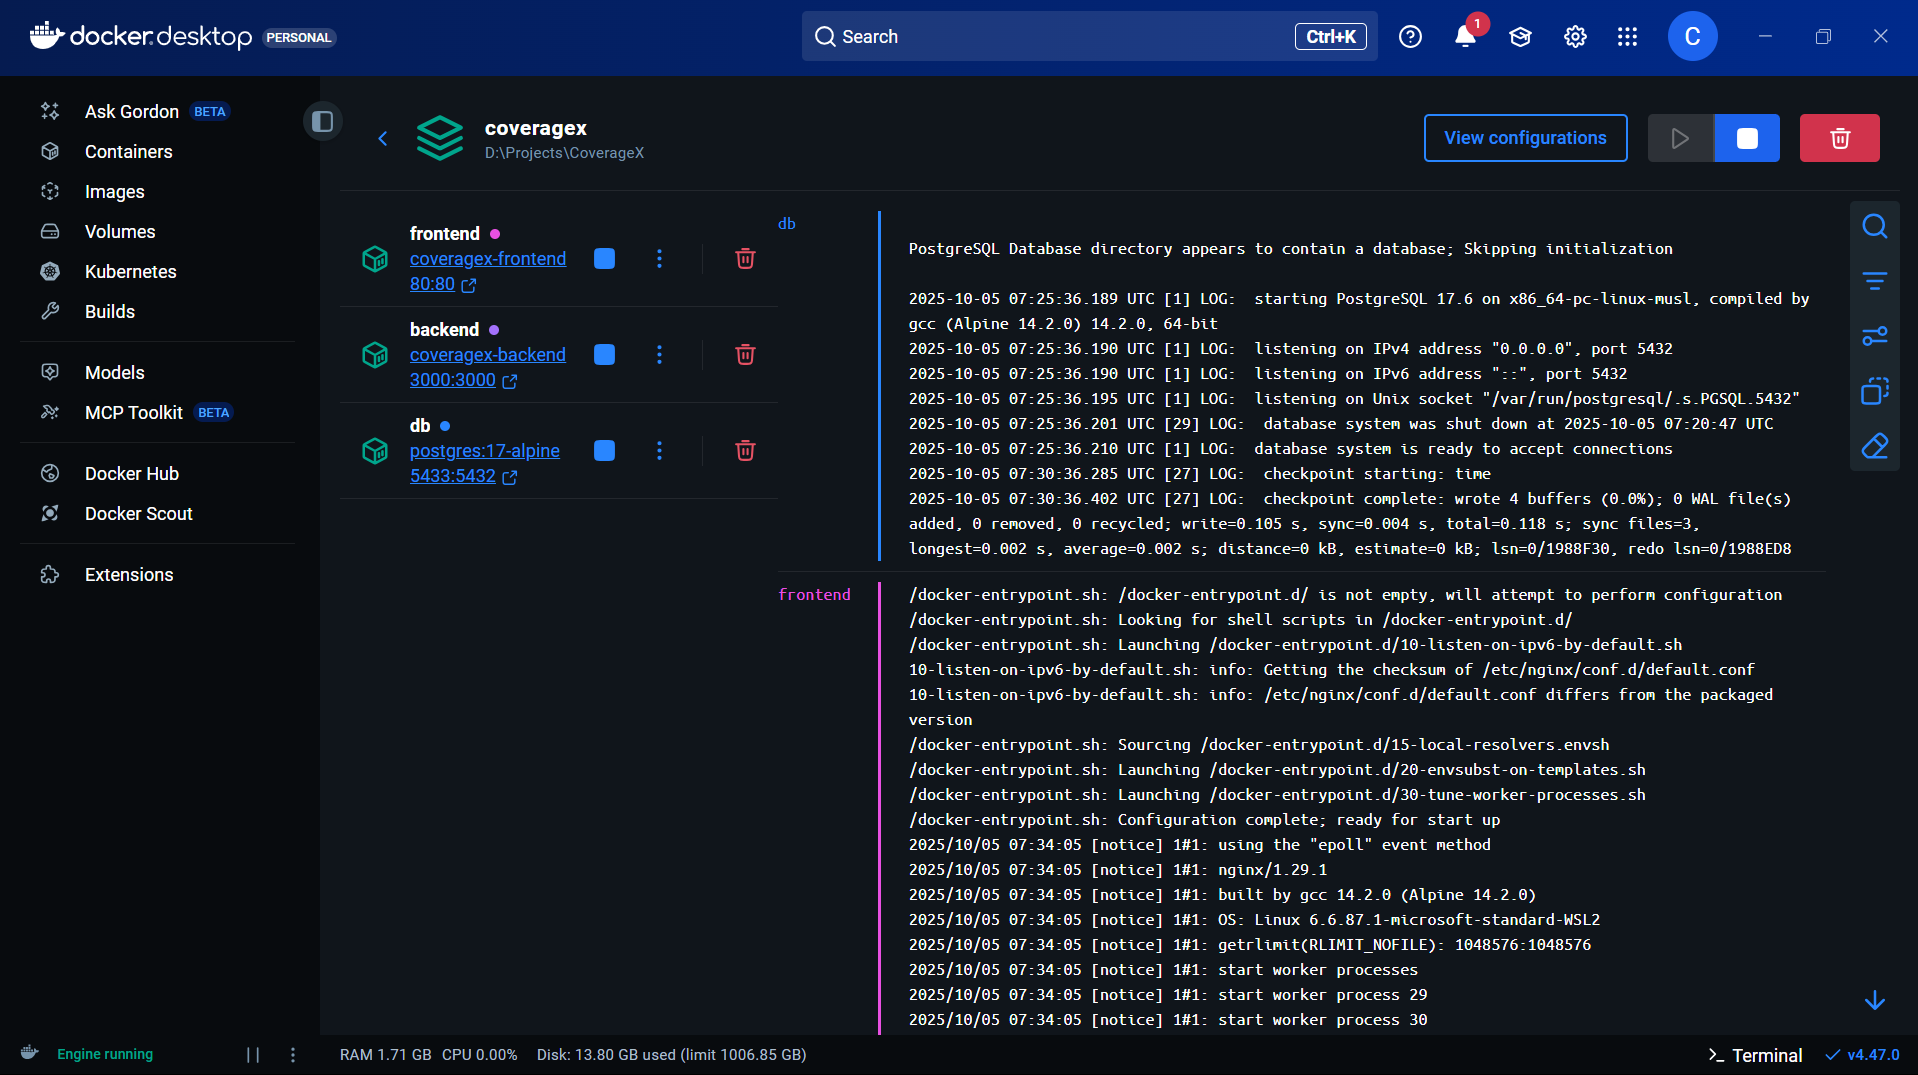 docker.desktop PERSONAL
Search
Ctrl+K
1
C
Ask Gordon BETA
Containers
Images
Volumes
Kubernetes
Builds
Models
MCP Toolkit BETA
Docker Hub
Docker Scout
Extensions
coveragex
D:\Projects\CoverageX
View configurations
frontend
coveragex-frontend
80:80
backend
coveragex-backend
3000:3000
db
postgres:17-alpine
5433:5432
db
PostgreSQL Database directory appears to contain a database; Skipping initialization
2025-10-05 07:25:36.189 UTC [1] LOG:  starting PostgreSQL 17.6 on x86_64-pc-linux-musl, compiled by
gcc (Alpine 14.2.0) 14.2.0, 64-bit
2025-10-05 07:25:36.190 UTC [1] LOG:  listening on IPv4 address "0.0.0.0", port 5432
2025-10-05 07:25:36.190 UTC [1] LOG:  listening on IPv6 address "::", port 5432
2025-10-05 07:25:36.195 UTC [1] LOG:  listening on Unix socket "/var/run/postgresql/.s.PGSQL.5432"
2025-10-05 07:25:36.201 UTC [29] LOG:  database system was shut down at 2025-10-05 07:20:47 UTC
2025-10-05 07:25:36.210 UTC [1] LOG:  database system is ready to accept connections
2025-10-05 07:30:36.285 UTC [27] LOG:  checkpoint starting: time
2025-10-05 07:30:36.402 UTC [27] LOG:  checkpoint complete: wrote 4 buffers (0.0%); 0 WAL file(s)
added, 0 removed, 0 recycled; write=0.105 s, sync=0.004 s, total=0.118 s; sync files=3,
longest=0.002 s, average=0.002 s; distance=0 kB, estimate=0 kB; lsn=0/1988F30, redo lsn=0/1988ED8
frontend
/docker-entrypoint.sh: /docker-entrypoint.d/ is not empty, will attempt to perform configuration
/docker-entrypoint.sh: Looking for shell scripts in /docker-entrypoint.d/
/docker-entrypoint.sh: Launching /docker-entrypoint.d/10-listen-on-ipv6-by-default.sh
10-listen-on-ipv6-by-default.sh: info: Getting the checksum of /etc/nginx/conf.d/default.conf
10-listen-on-ipv6-by-default.sh: info: /etc/nginx/conf.d/default.conf differs from the packaged
version
/docker-entrypoint.sh: Sourcing /docker-entrypoint.d/15-local-resolvers.envsh
/docker-entrypoint.sh: Launching /docker-entrypoint.d/20-envsubst-on-templates.sh
/docker-entrypoint.sh: Launching /docker-entrypoint.d/30-tune-worker-processes.sh
/docker-entrypoint.sh: Configuration complete; ready for start up
2025/10/05 07:34:05 [notice] 1#1: using the "epoll" event method
2025/10/05 07:34:05 [notice] 1#1: nginx/1.29.1
2025/10/05 07:34:05 [notice] 1#1: built by gcc 14.2.0 (Alpine 14.2.0)
2025/10/05 07:34:05 [notice] 1#1: OS: Linux 6.6.87.1-microsoft-standard-WSL2
2025/10/05 07:34:05 [notice] 1#1: getrlimit(RLIMIT_NOFILE): 1048576:1048576
2025/10/05 07:34:05 [notice] 1#1: start worker processes
2025/10/05 07:34:05 [notice] 1#1: start worker process 29
2025/10/05 07:34:05 [notice] 1#1: start worker process 30
Engine running
RAM 1.71 GB  CPU 0.00%  Disk: 13.80 GB used (limit 1006.85 GB)
Terminal
v4.47.0